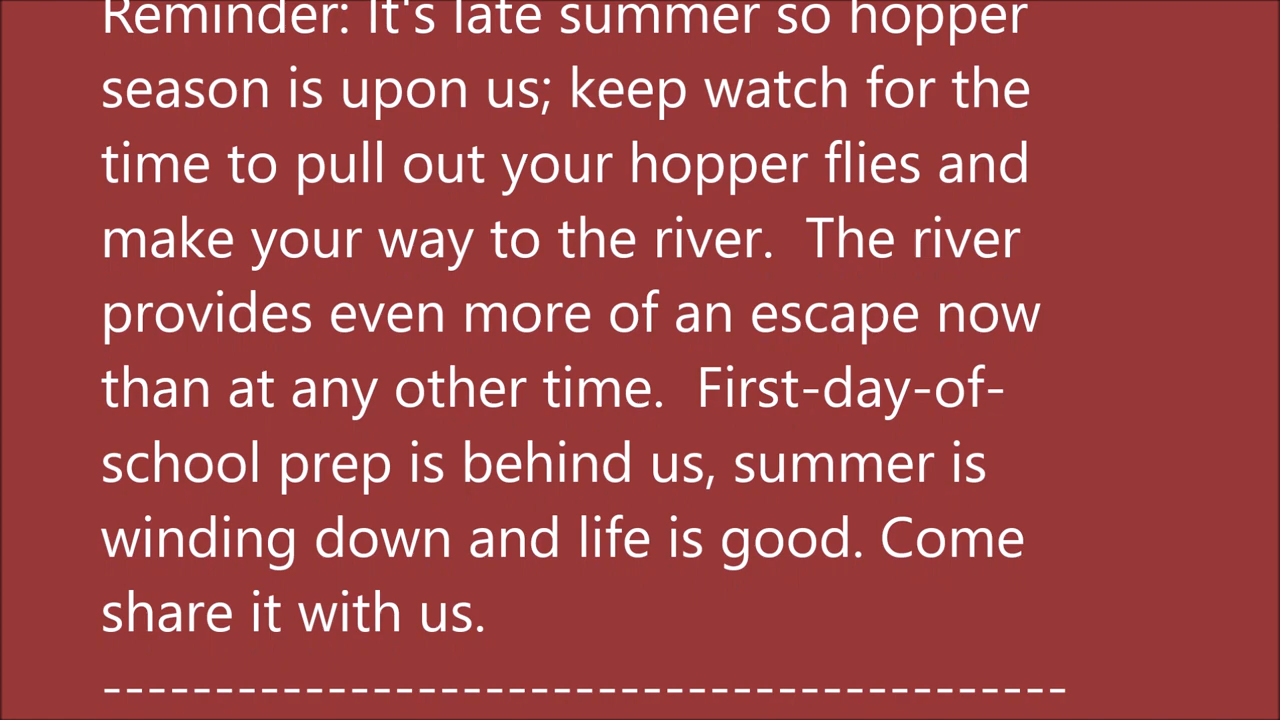 Reminder: It's late summer so hopper
season is upon us; keep watch for the
time to pull out your hopper flies and
make your way to the river.  The river
provides even more of an escape now
than at any other time.  First-day-of-
school prep is behind us, summer is
winding down and life is good. Come
share it with us.
-------------------------------------------